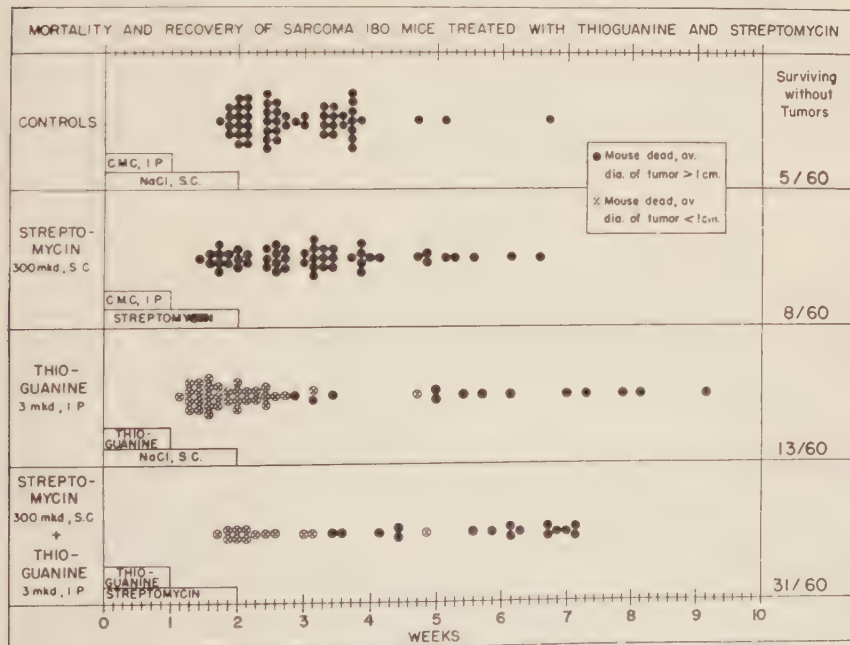 MORTALITY AND RECOVERY OF SARCOMA 180 MICE TREATED WITH THIOGUANINE AND STREPTOMYCIN
Surviving
without
Tumors
CONTROLS
C.M.C, I P
NaCl, S.C.
● Mouse dead, av.
dia. of tumor > 1 cm.
⊗ Mouse dead, av
dia. of tumor < 1 cm.
5/60
STREPTO-
MYCIN
300 mkd, S C
C.M.C, I P
STREPTOMYCIN
8/60
THIO-
GUANINE
3 mkd, I P
THIO-
GUANINE
NaCl, S.C.
13/60
STREPTO-
MYCIN
300 mkd, S.C
+
THIO-
GUANINE
3 mkd, I P
THIO-
GUANINE
STREPTOMYCIN
31/60
0 1 2 3 4 5 6 7 8 9 10
WEEKS